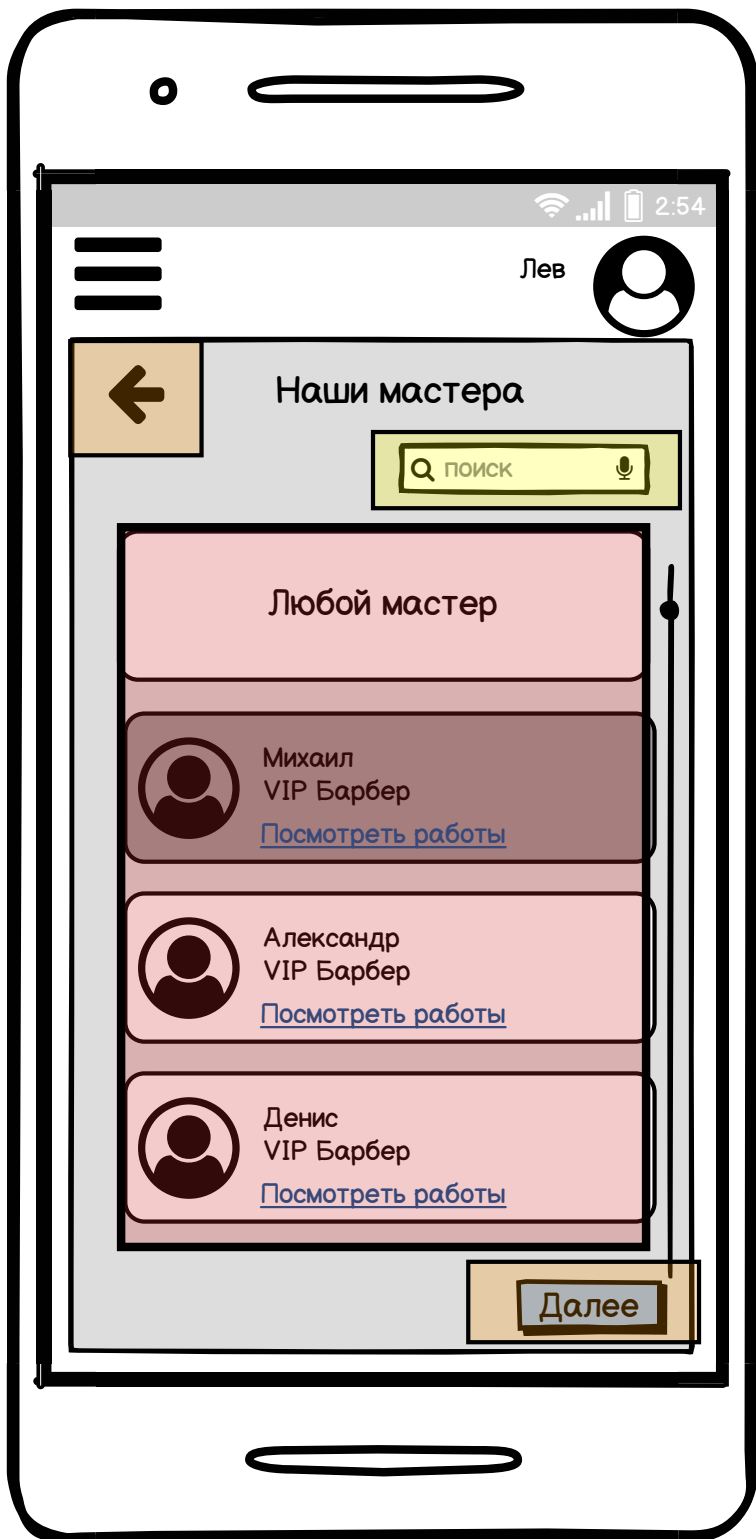 2:54
Лев
Наши мастера
поиск
Любой мастер
Михаил
VIP Барбер
Посмотреть работы
Александр
VIP Барбер
Посмотреть работы
Денис
VIP Барбер
Посмотреть работы
Далее